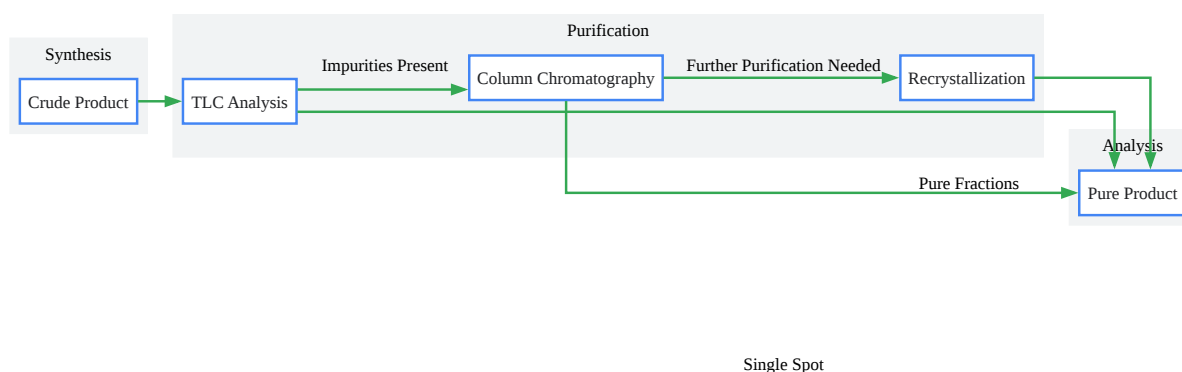 Purification
Synthesis
Impurities Present
Further Purification Needed
Column Chromatography
Recrystallization
Crude Product
TLC Analysis
Analysis
Pure Fractions
Pure Product
Single Spot